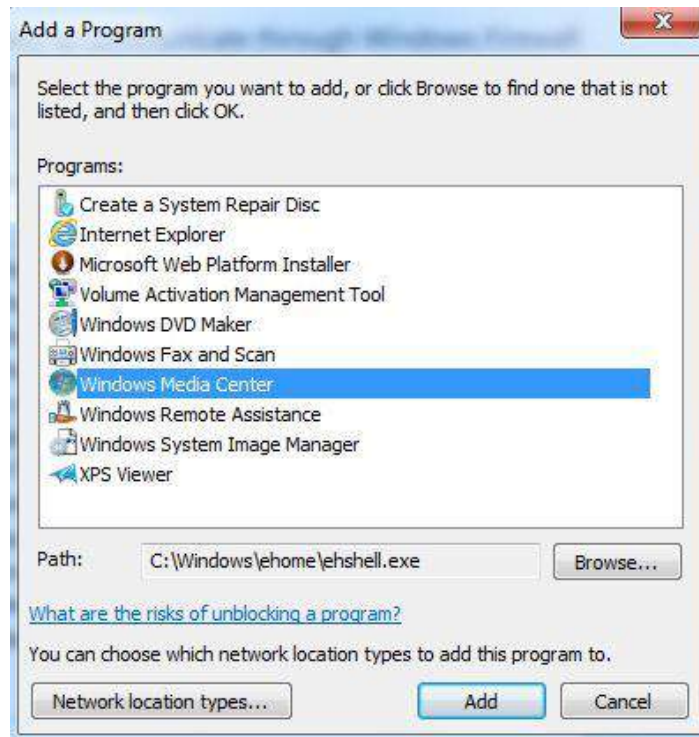 Add a Program
Select the program you want to add, or click Browse to find one that is not
listed, and then click OK.
Programs:
Create a System Repair Disc
Internet Explorer
Microsoft Web Platform Installer
Volume Activation Management Tool
Windows DVD Maker
Windows Fax and Scan
Windows Media Center
Windows Remote Assistance
Windows System Image Manager
XPS Viewer
Path: C:\Windows\ehome\ehshell.exe Browse...
What are the risks of unblocking a program?
You can choose which network location types to add this program to.
Network location types... Add Cancel